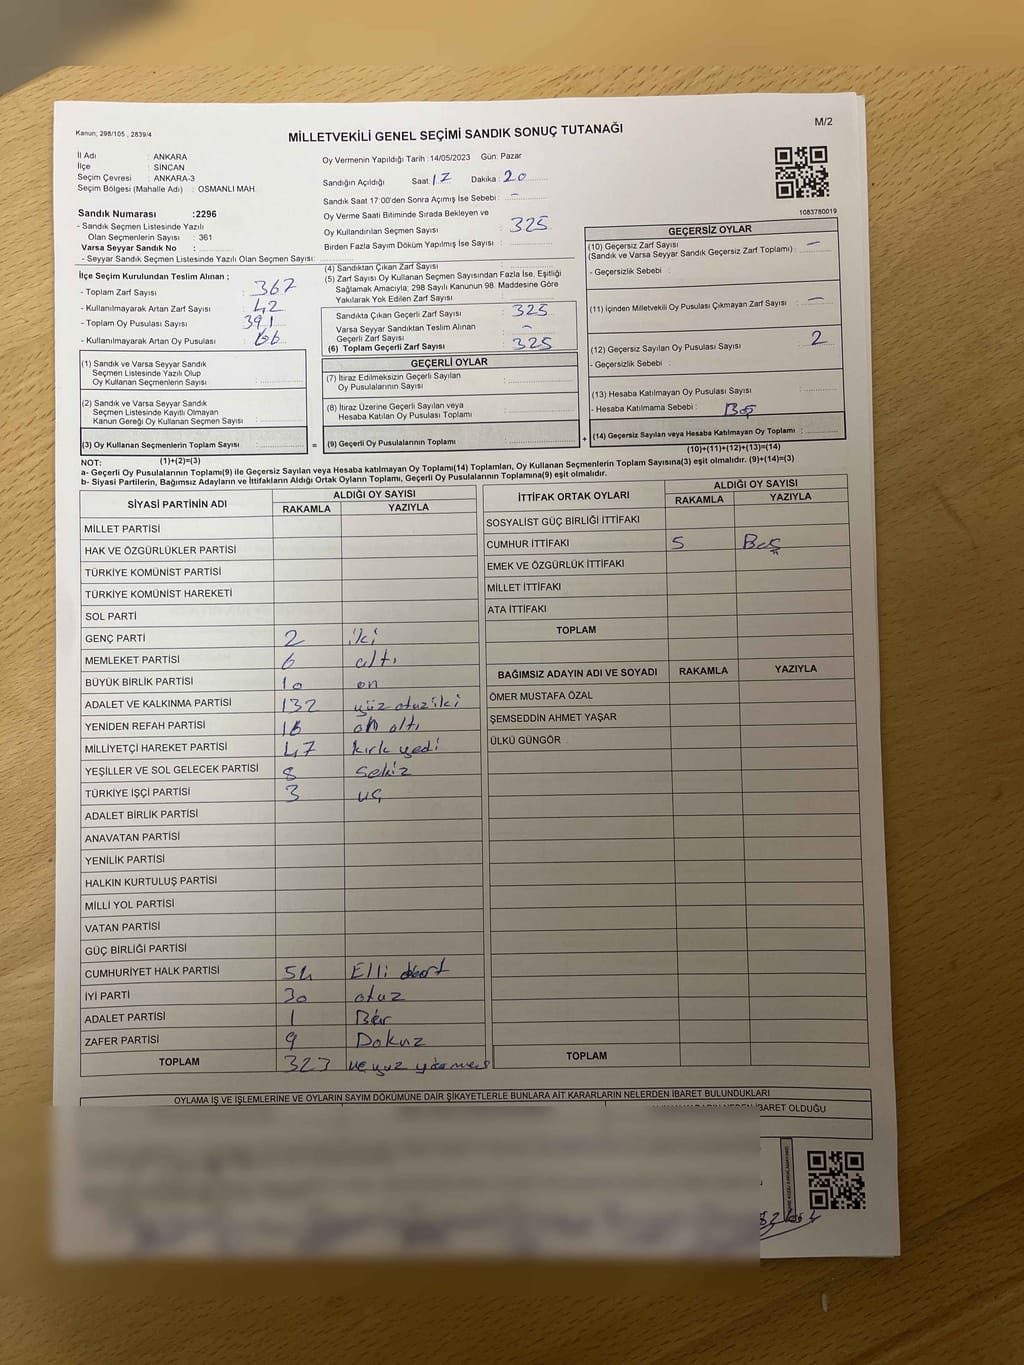 Kanun; 298/105 , 2839/4
MİLLETVEKİLİ GENEL SEÇİMİ SANDIK SONUÇ TUTANAĞI
M/2
İl Adı : ANKARA
İlçe : SİNCAN
Seçim Çevresi : ANKARA-3
Seçim Bölgesi (Mahalle Adı) : OSMANLI MAH.
Sandık Numarası :2296
- Sandık Seçmen Listesinde Yazılı
Olan Seçmenlerin Sayısı : 361
Varsa Seyyar Sandık No :
- Seyyar Sandık Seçmen Listesinde Yazılı Olan Seçmen Sayısı:
Oy Vermenin Yapıldığı Tarih :14/05/2023 Gün: Pazar
Sandığın Açıldığı Saat: 17 Dakika : 20
Sandık Saat 17:00'den Sonra Açımış İse Sebebi : -
Oy Verme Saati Bitiminde Sırada Bekleyen ve
Oy Kullandırılan Seçmen Sayısı : 325
Birden Fazla Sayım Döküm Yapılmış İse Sayısı :
1083780019
İlçe Seçim Kurulundan Teslim Alınan ;
- Toplam Zarf Sayısı : 367
- Kullanılmayarak Artan Zarf Sayısı : 42
- Toplam Oy Pusulası Sayısı : 391
- Kullanılmayarak Artan Oy Pusulası : 66
(1) Sandık ve Varsa Seyyar Sandık
Seçmen Listesinde Yazılı Olup
Oy Kullanan Seçmenlerin Sayısı :
(2) Sandık ve Varsa Seyyar Sandık
Seçmen Listesinde Kayıtlı Olmayan
Kanun Gereği Oy Kullanan Seçmen Sayısı :
(3) Oy Kullanan Seçmenlerin Toplam Sayısı : =
(1)+(2)=(3)
(4) Sandıktan Çıkan Zarf Sayısı :
(5) Zarf Sayısı Oy Kullanan Seçmen Sayısından Fazla İse, Eşitliği
Sağlamak Amacıyla; 298 Sayılı Kanunun 98. Maddesine Göre
Yakılarak Yok Edilen Zarf Sayısı :
Sandıkta Çıkan Geçerli Zarf Sayısı : 325
Varsa Seyyar Sandıktan Teslim Alınan
Geçerli Zarf Sayısı : -
(6) Toplam Geçerli Zarf Sayısı : 325
GEÇERLİ OYLAR
(7) İtiraz Edilmeksizin Geçerli Sayılan
Oy Pusulalarının Sayısı :
(8) İtiraz Üzerine Geçerli Sayılan veya
Hesaba Katılan Oy Pusulası Toplamı :
(9) Geçerli Oy Pusulalarının Toplamı : +
GEÇERSİZ OYLAR
(10) Geçersiz Zarf Sayısı
(Sandık ve Varsa Seyyar Sandık Geçersiz Zarf Toplamı) : -
- Geçersizlik Sebebi :
(11) İçinden Milletvekili Oy Pusulası Çıkmayan Zarf Sayısı : -
(12) Geçersiz Sayılan Oy Pusulası Sayısı : 2
- Geçersizlik Sebebi :
(13) Hesaba Katılmayan Oy Pusulası Sayısı :
- Hesaba Katılmama Sebebi : Boş
(14) Geçersiz Sayılan veya Hesaba Katılmayan Oy Toplamı :
(10)+(11)+(12)+(13)=(14)
NOT:
a- Geçerli Oy Pusulalarının Toplamı(9) ile Geçersiz Sayılan veya Hesaba katılmayan Oy Toplamı(14) Toplamları, Oy Kullanan Seçmenlerin Toplam Sayısına(3) eşit olmalıdır. (9)+(14)=(3)
b- Siyasi Partilerin, Bağımsız Adayların ve İttifakların Aldığı Ortak Oyların Toplamı, Geçerli Oy Pusulalarının Toplamına(9) eşit olmalıdır.
SİYASİ PARTİNİN ADI
ALDIĞI OY SAYISI
RAKAMLA YAZIYLA
MİLLET PARTİSİ
HAK VE ÖZGÜRLÜKLER PARTİSİ
TÜRKİYE KOMÜNİST PARTİSİ
TÜRKİYE KOMÜNİST HAREKETİ
SOL PARTİ
GENÇ PARTİ 2 iki
MEMLEKET PARTİSİ 6 altı
BÜYÜK BİRLİK PARTİSİ 10 on
ADALET VE KALKINMA PARTİSİ 132 yüz otuz iki
YENİDEN REFAH PARTİSİ 16 on altı
MİLLİYETÇİ HAREKET PARTİSİ 47 kırk yedi
YEŞİLLER VE SOL GELECEK PARTİSİ 8 sekiz
TÜRKİYE İŞÇİ PARTİSİ 3 üç
ADALET BİRLİK PARTİSİ
ANAVATAN PARTİSİ
YENİLİK PARTİSİ
HALKIN KURTULUŞ PARTİSİ
MİLLİ YOL PARTİSİ
VATAN PARTİSİ
GÜÇ BİRLİĞİ PARTİSİ
CUMHURİYET HALK PARTİSİ 54 Elli dört
İYİ PARTİ 30 otuz
ADALET PARTİSİ 1 Bir
ZAFER PARTİSİ 9 Dokuz
TOPLAM 323
İTTİFAK ORTAK OYLARI
ALDIĞI OY SAYISI
RAKAMLA YAZIYLA
SOSYALİST GÜÇ BİRLİĞİ İTTİFAKI
CUMHUR İTTİFAKI 5 Beş
EMEK VE ÖZGÜRLÜK İTTİFAKI
MİLLET İTTİFAKI
ATA İTTİFAKI
TOPLAM
BAĞIMSIZ ADAYIN ADI VE SOYADI RAKAMLA YAZIYLA
ÖMER MUSTAFA ÖZAL
ŞEMSEDDİN AHMET YAŞAR
ÜLKÜ GÜNGÖR
TOPLAM
OYLAMA İŞ VE İŞLEMLERİNE VE OYLARIN SAYIM DÖKÜMÜNE DAİR ŞİKAYETLERLE BUNLARA AİT KARARLARIN NELERDEN İBARET BULUNDUKLARI
İBARET OLDUĞU